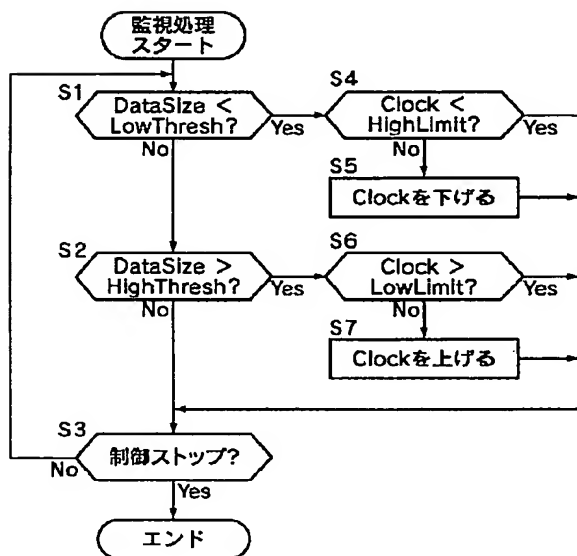 監視処理
スタート
S1
DataSize <
LowThresh?
Yes
No
S4
Clock <
HighLimit?
Yes
No
S5
Clockを下げる
S2
DataSize >
HighThresh?
Yes
No
S6
Clock >
LowLimit?
Yes
No
S7
Clockを上げる
S3
制御ストップ?
No
Yes
エンド